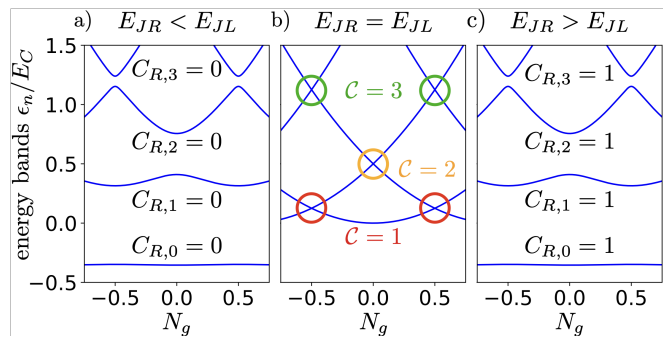 a) E_{JR} < E_{JL}
b) E_{JR} = E_{JL}
c) E_{JR} > E_{JL}
energy bands ϵ_n/E_C
1.5
1.0
0.5
0.0
−0.5
C_{R,3} = 0
C_{R,2} = 0
C_{R,1} = 0
C_{R,0} = 0
−0.5 0.0 0.5
N_g
𝒞 = 3
𝒞 = 2
𝒞 = 1
−0.5 0.0 0.5
N_g
C_{R,3} = 1
C_{R,2} = 1
C_{R,1} = 1
C_{R,0} = 1
−0.5 0.0 0.5
N_g